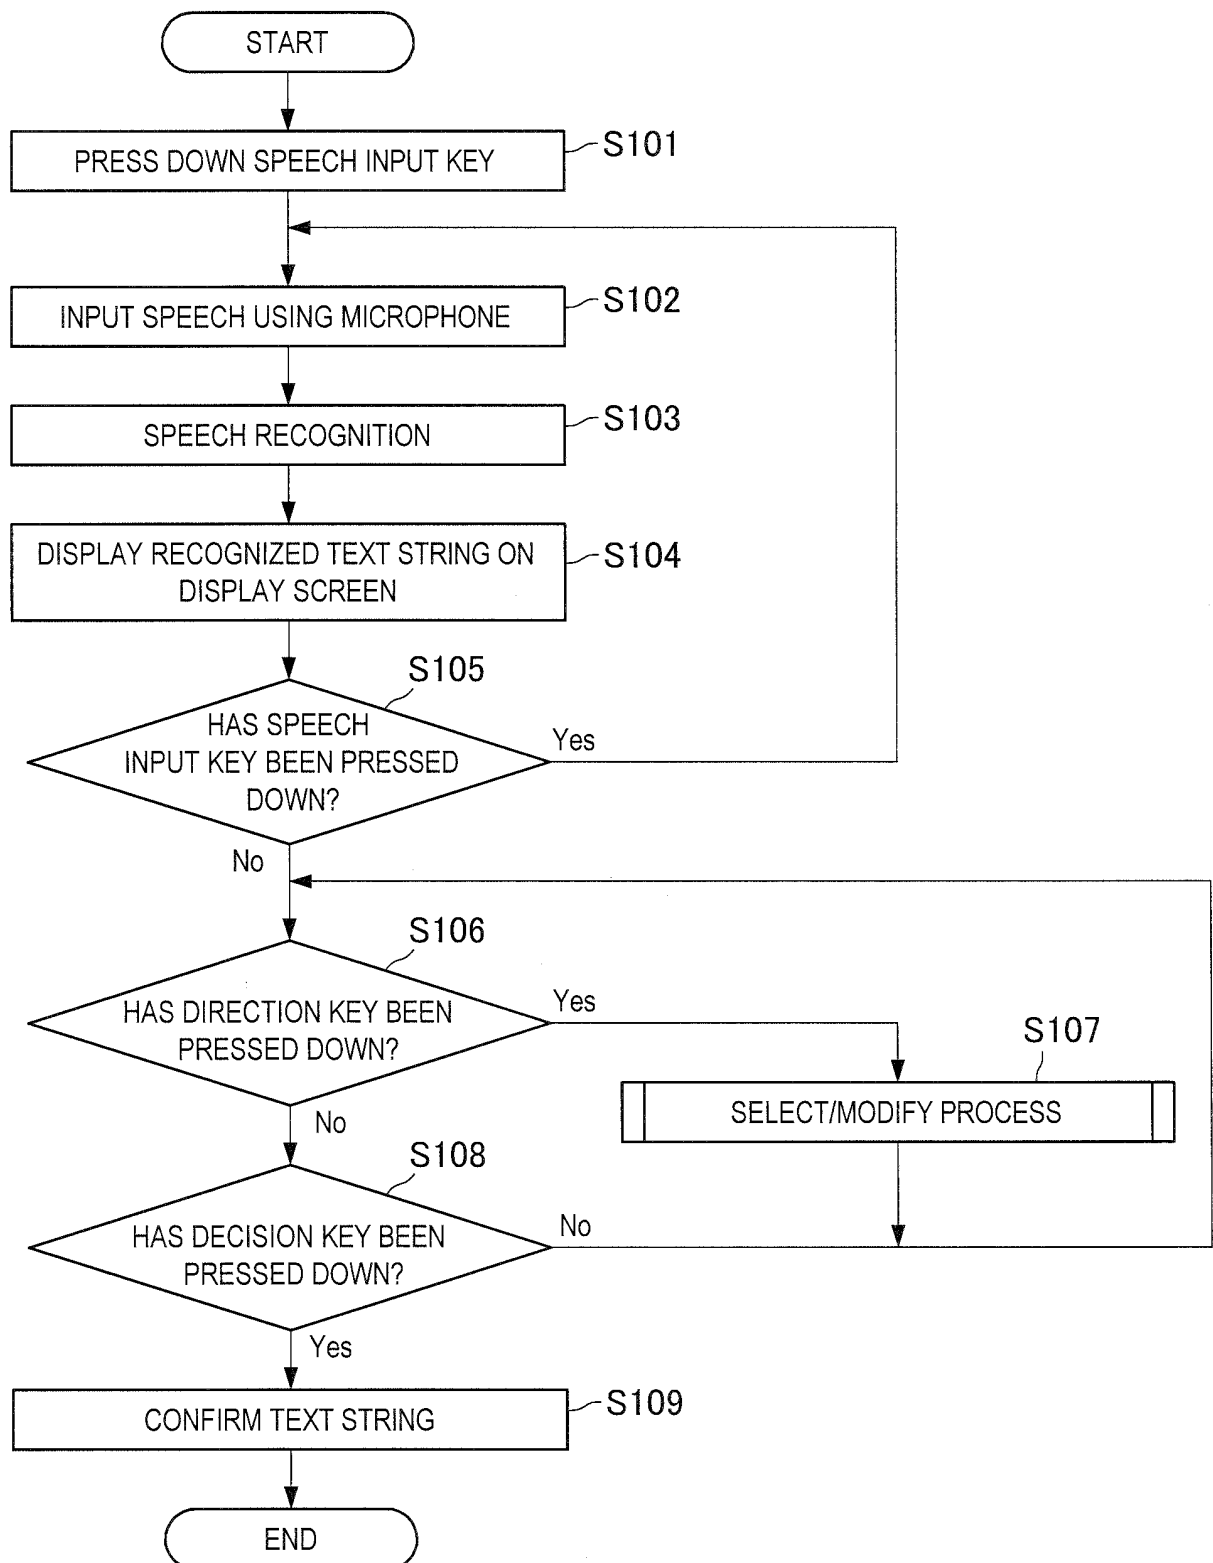 START
PRESS DOWN SPEECH INPUT KEY
S101
INPUT SPEECH USING MICROPHONE
S102
SPEECH RECOGNITION
S103
DISPLAY RECOGNIZED TEXT STRING ON
DISPLAY SCREEN
S104
S105
HAS SPEECH
INPUT KEY BEEN PRESSED
DOWN?
Yes
No
S106
HAS DIRECTION KEY BEEN
PRESSED DOWN?
Yes
S107
SELECT/MODIFY PROCESS
No
S108
HAS DECISION KEY BEEN
PRESSED DOWN?
No
Yes
CONFIRM TEXT STRING
S109
END